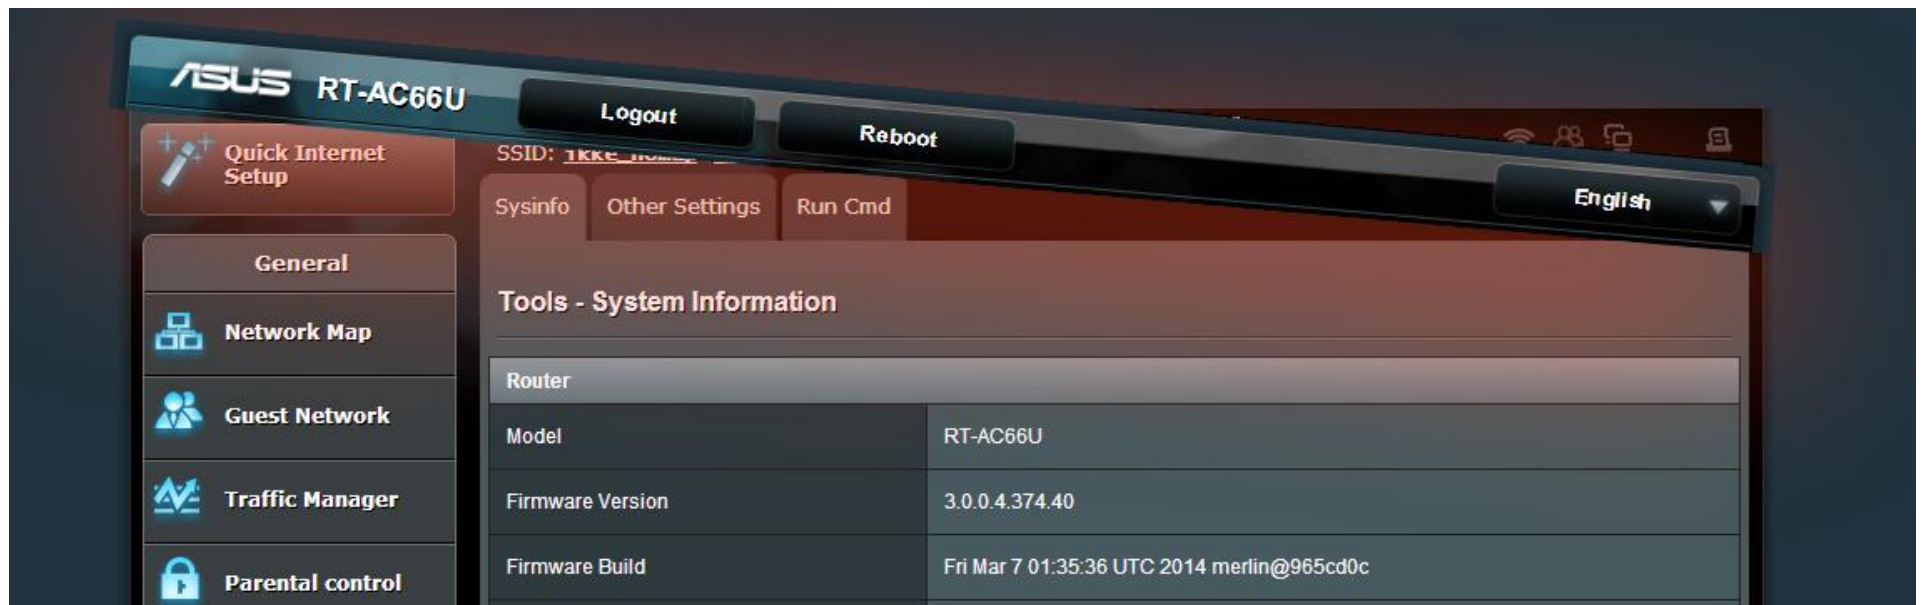 ASUS RT-AC66U
Logout
Reboot
English
Quick Internet
Setup
SSID:
Sysinfo
Other Settings
Run Cmd
General
Network Map
Guest Network
Traffic Manager
Parental control
Tools - System Information
Router
Model
RT-AC66U
Firmware Version
3.0.0.4.374.40
Firmware Build
Fri Mar 7 01:35:36 UTC 2014 merlin@965cd0c